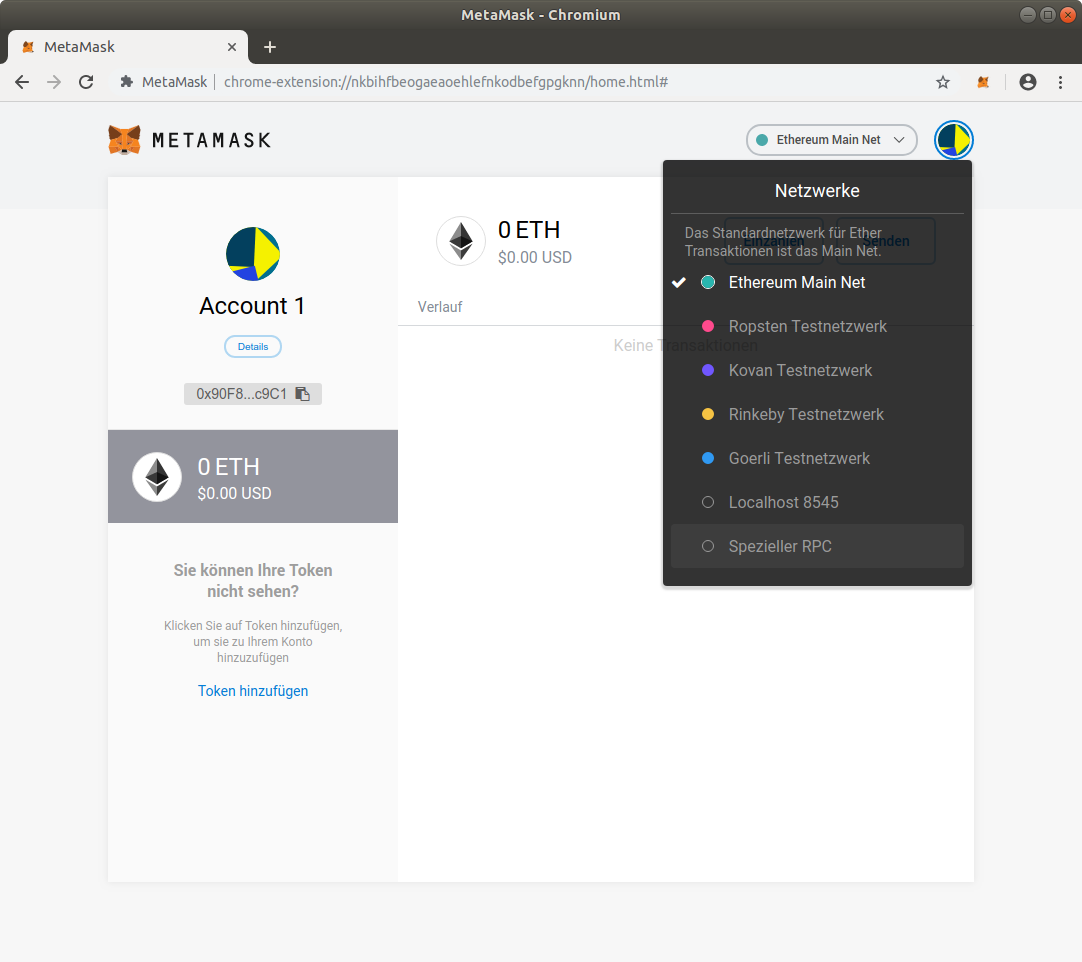 MetaMask - Chromium
MetaMask
MetaMask
chrome-extension://nkbihfbeogaeaoehlefnkodbefgpgknn/home.html#
METAMASK
Ethereum Main Net
Account 1
Details
0x90F8...c9C1
0 ETH
$0.00 USD
Sie können Ihre Token
nicht sehen?
Klicken Sie auf Token hinzufügen,
um sie zu Ihrem Konto
hinzuzufügen
Token hinzufügen
0 ETH
$0.00 USD
Einzahlen
Senden
Verlauf
Keine Transaktionen
Netzwerke
Das Standardnetzwerk für Ether
Transaktionen ist das Main Net.
Ethereum Main Net
Ropsten Testnetzwerk
Kovan Testnetzwerk
Rinkeby Testnetzwerk
Goerli Testnetzwerk
Localhost 8545
Spezieller RPC